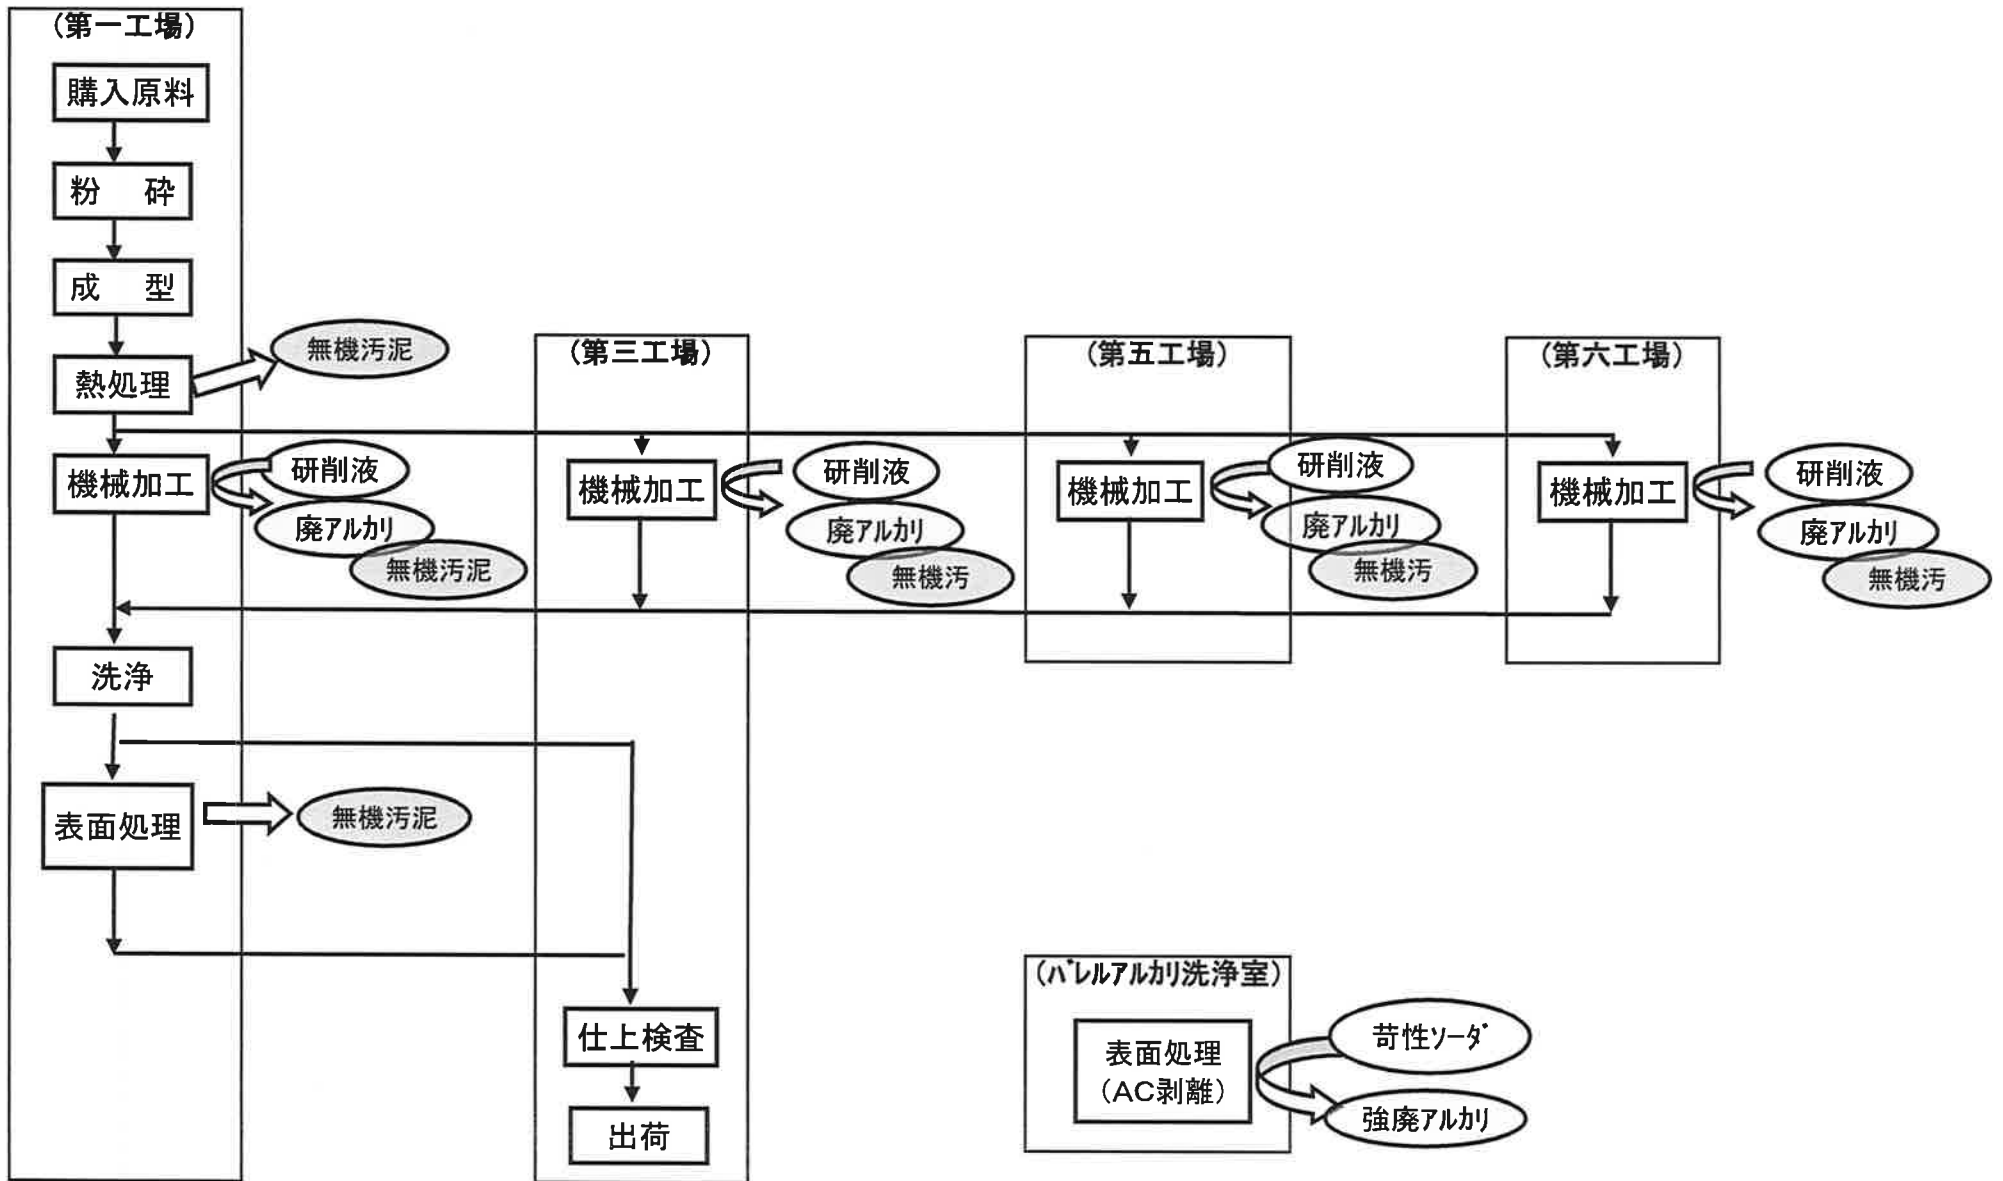 (第一工場)
購入原料
粉 砕
成 型
熱処理
無機汚泥
機械加工
研削液
廃アルカリ
無機汚泥
洗浄
表面処理
無機汚泥
(第三工場)
機械加工
研削液
廃アルカリ
無機汚
仕上検査
出荷
(第五工場)
機械加工
研削液
廃アルカリ
無機汚
(第六工場)
機械加工
研削液
廃アルカリ
無機汚
(バレルアルカリ洗浄室)
表面処理
(AC剥離)
苛性ソーダ
強廃アルカリ